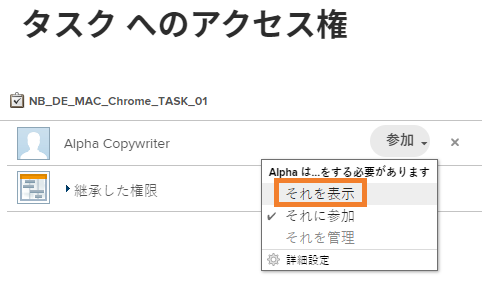 タスク へのアクセス権
NB_DE_MAC_Chrome_TASK_01
Alpha Copywriter
参加
継承した権限
Alpha は...をする必要があります
それを表示
それに参加
それを管理
詳細設定